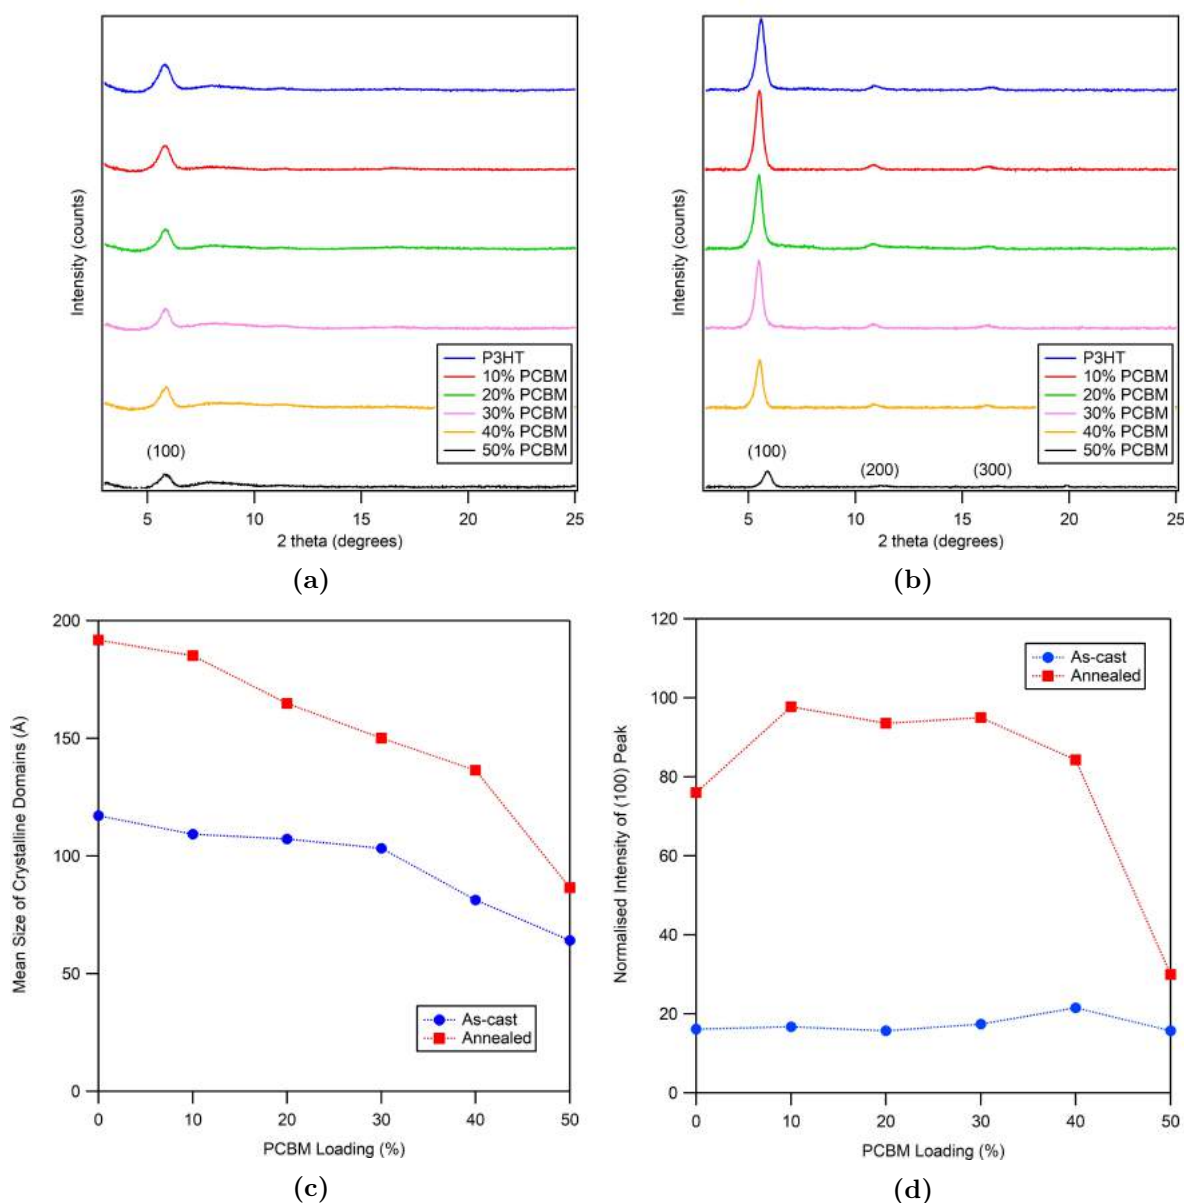 Intensity (counts)
P3HT
10% PCBM
20% PCBM
30% PCBM
40% PCBM
50% PCBM
(100)
5 10 15 20 25
2 theta (degrees)
(a)
Intensity (counts)
P3HT
10% PCBM
20% PCBM
30% PCBM
40% PCBM
50% PCBM
(100)
(200) (300)
5 10 15 20 25
2 theta (degrees)
(b)
Mean Size of Crystaline Domains (Å)
200
150
100
50
0
As-cast
Annealed
0 10 20 30 40 50
PCBM Loading (%)
(c)
Normalised Intensity of (100) Peak
120
100
80
60
40
20
0
As-cast
Annealed
0 10 20 30 40 50
PCBM Loading (%)
(d)